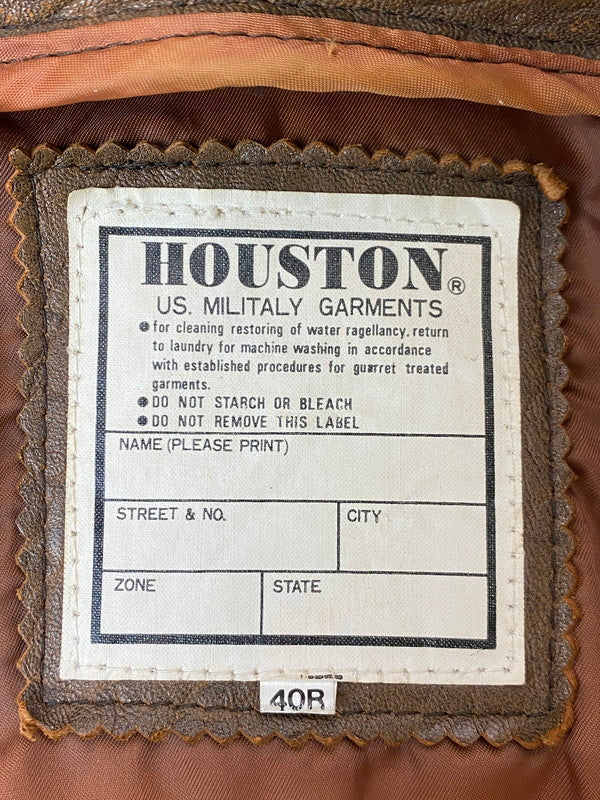 HOUSTON®
US. MILITALY GARMENTS
● for cleaning restoring of water ragellancy. return
to laundry for machine washing in accordance
with established procedures for guarret treated
garments.
● DO NOT STARCH OR BLEACH
● DO NOT REMOVE THIS LABEL
NAME (PLEASE PRINT)
STREET & NO. CITY
ZONE STATE
40R